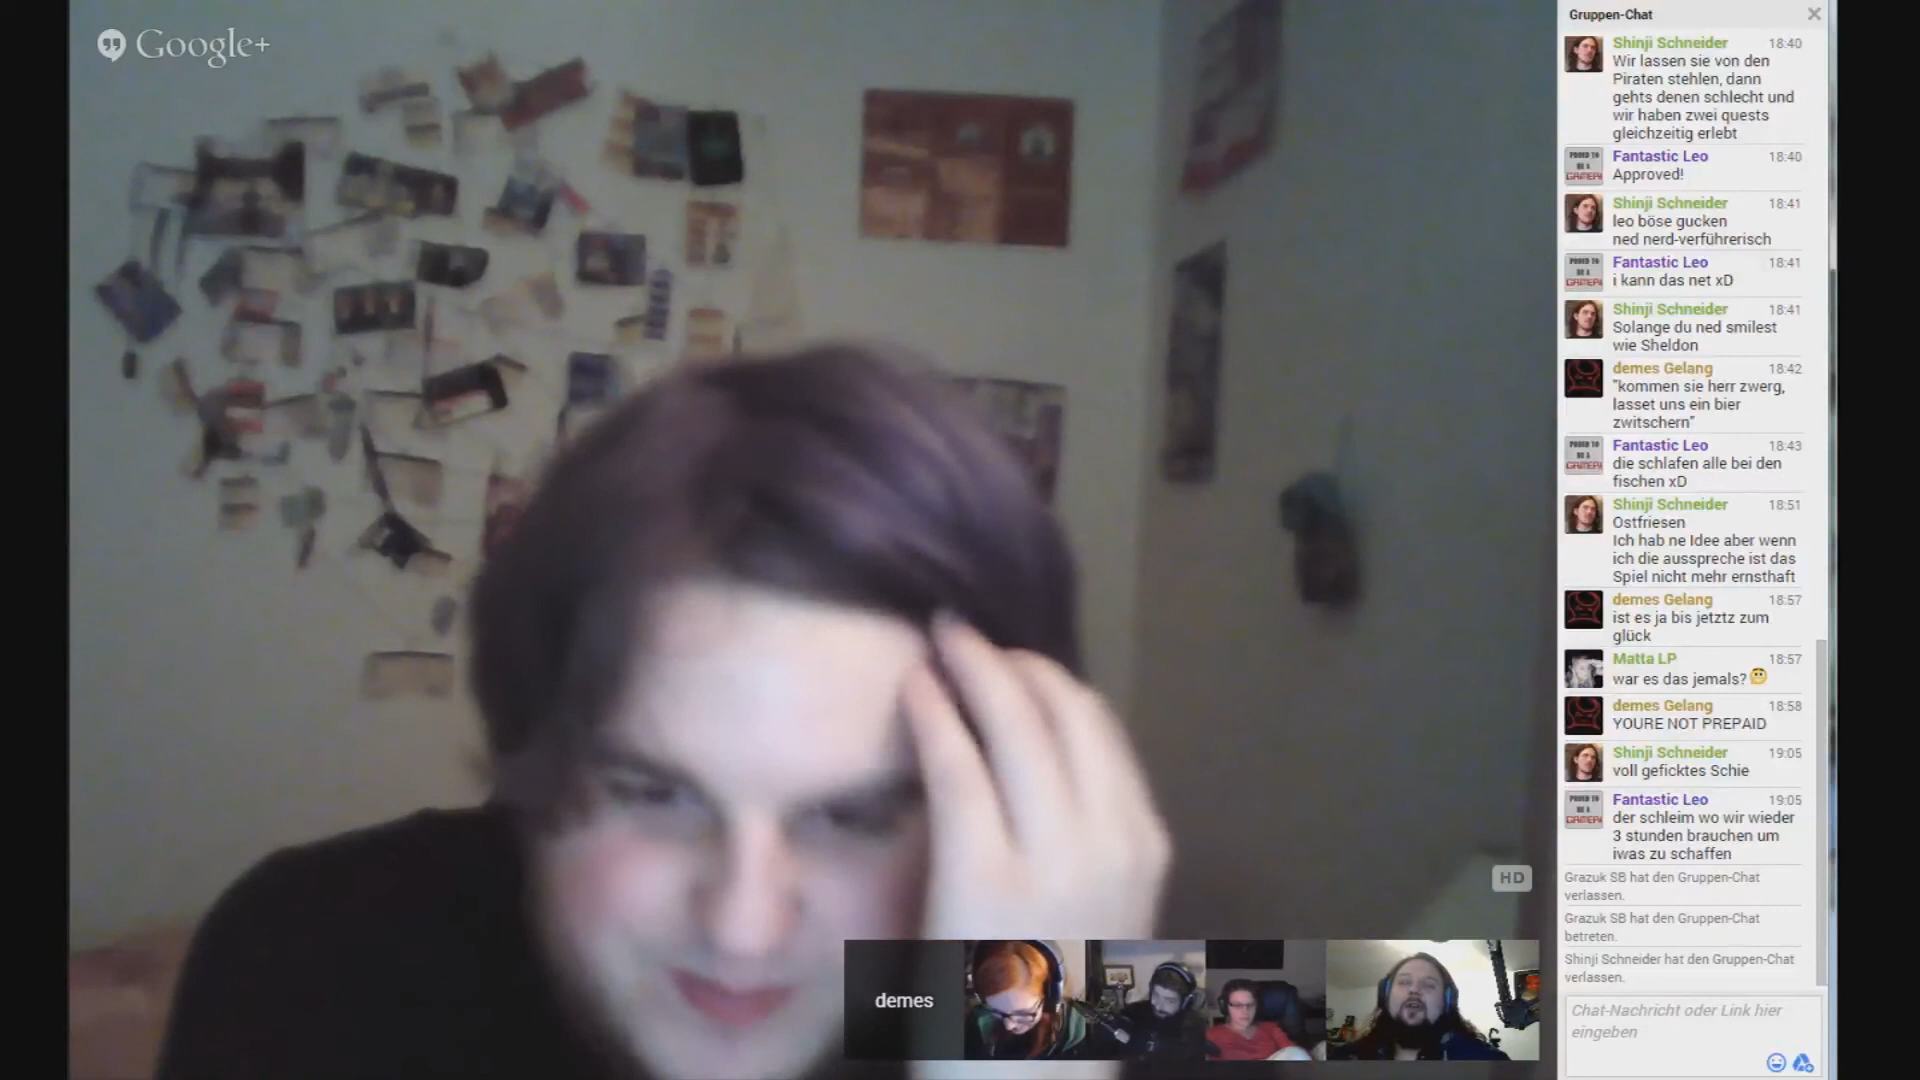 Google+
Gruppen-Chat
Shinji Schneider 18:40
Wir lassen sie von den
Piraten stehlen, dann
gehts denen schlecht und
wir haben zwei quests
gleichzeitig erlebt
Fantastic Leo 18:40
Approved!
Shinji Schneider 18:41
leo böse gucken
ned nerd-verführerisch
Fantastic Leo 18:41
i kann das net xD
Shinji Schneider 18:41
Solange du ned smilest
wie Sheldon
demes Gelang 18:42
"kommen sie herr zwerg,
lasset uns ein bier
zwitschern"
Fantastic Leo 18:43
die schlafen alle bei den
fischen xD
Shinji Schneider 18:51
Ostfriesen
Ich hab ne Idee aber wenn
ich die ausspreche ist das
Spiel nicht mehr ernsthaft
demes Gelang 18:57
ist es ja bis jetztz zum
glück
Matta LP 18:57
war es das jemals?
demes Gelang 18:58
YOURE NOT PREPAID
Shinji Schneider 19:05
voll geficktes Schie
Fantastic Leo 19:05
der schleim wo wir wieder
3 stunden brauchen um
iwas zu schaffen
Grazuk SB hat den Gruppen-Chat
verlassen.
Grazuk SB hat den Gruppen-Chat
betreten.
Shinji Schneider hat den Gruppen-Chat
verlassen.
Chat-Nachricht oder Link hier
eingeben
HD
demes
PROUD TO
BE A
GAMER!